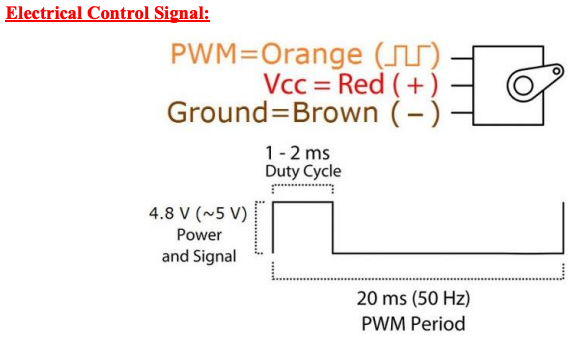 Electrical Control Signal:
PWM=Orange (⎍⎍)
Vcc = Red ( + )
Ground=Brown ( − )
1 - 2 ms
Duty Cycle
4.8 V (~5 V)
Power
and Signal
20 ms (50 Hz)
PWM Period